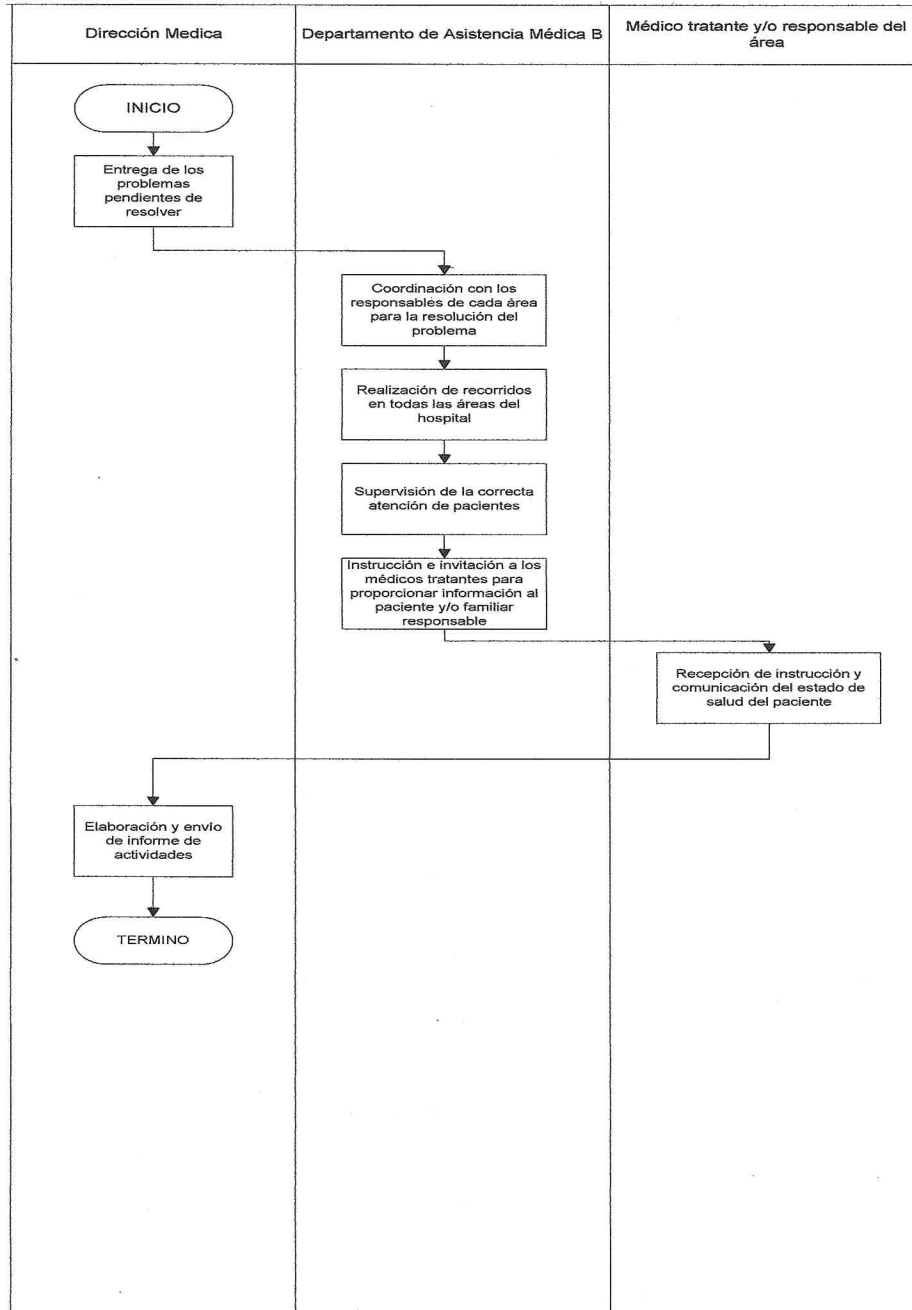 Dirección Medica
Departamento de Asistencia Médica B
Médico tratante y/o responsable del
área
INICIO
Entrega de los
problemas
pendientes de
resolver
Coordinación con los
responsables de cada área
para la resolución del
problema
Realización de recorridos
en todas las áreas del
hospital
Supervisión de la correcta
atención de pacientes
Instrucción e invitación a los
médicos tratantes para
proporcionar información al
paciente y/o familiar
responsable
Recepción de instrucción y
comunicación del estado de
salud del paciente
Elaboración y envío
de informe de
actividades
TERMINO